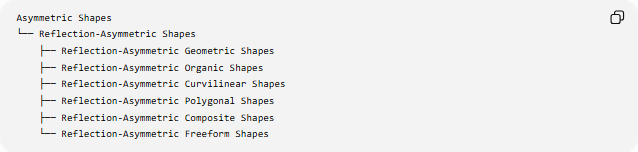 Asymmetric Shapes
└── Reflection-Asymmetric Shapes
    ├── Reflection-Asymmetric Geometric Shapes
    ├── Reflection-Asymmetric Organic Shapes
    ├── Reflection-Asymmetric Curvilinear Shapes
    ├── Reflection-Asymmetric Polygonal Shapes
    ├── Reflection-Asymmetric Composite Shapes
    └── Reflection-Asymmetric Freeform Shapes